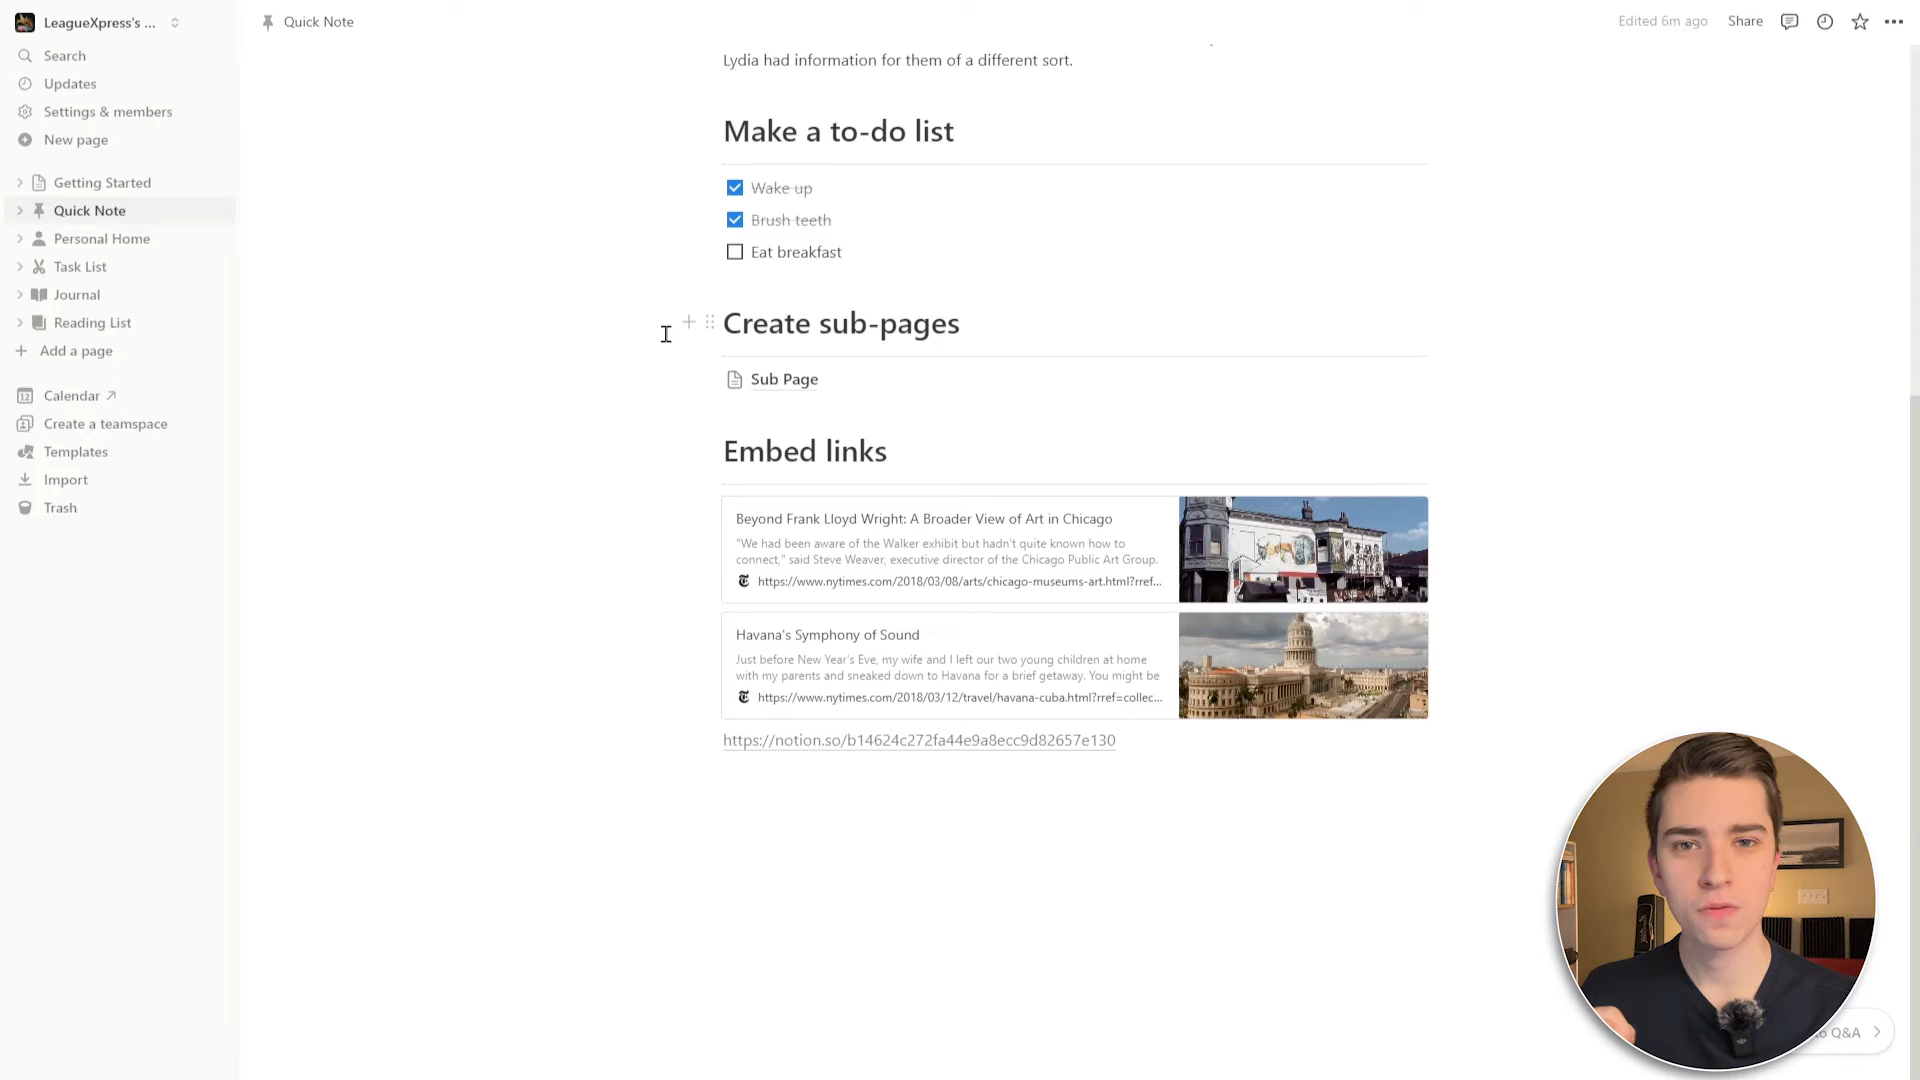 LeagueXpress's ...
Search
Updates
Settings & members
New page
Getting Started
Quick Note
Personal Home
Task List
Journal
Reading List
Add a page
12
Calendar ↗
Create a teamspace
Templates
Import
Trash
Quick Note
Edited 6m ago
Share
Lydia had information for them of a different sort.
Make a to-do list
Wake up
Brush teeth
Eat breakfast
Create sub-pages
Sub Page
Embed links
Beyond Frank Lloyd Wright: A Broader View of Art in Chicago
"We had been aware of the Walker exhibit but hadn't quite known how to
connect," said Steve Weaver, executive director of the Chicago Public Art Group.
https://www.nytimes.com/2018/03/08/arts/chicago-museums-art.html?rref...
Havana's Symphony of Sound
Just before New Year's Eve, my wife and I left our two young children at home
with my parents and sneaked down to Havana for a brief getaway. You might be
https://www.nytimes.com/2018/03/12/travel/havana-cuba.html?rref=collec...
https://notion.so/b14624c272fa44e9a8ecc9d82657e130
Q&A